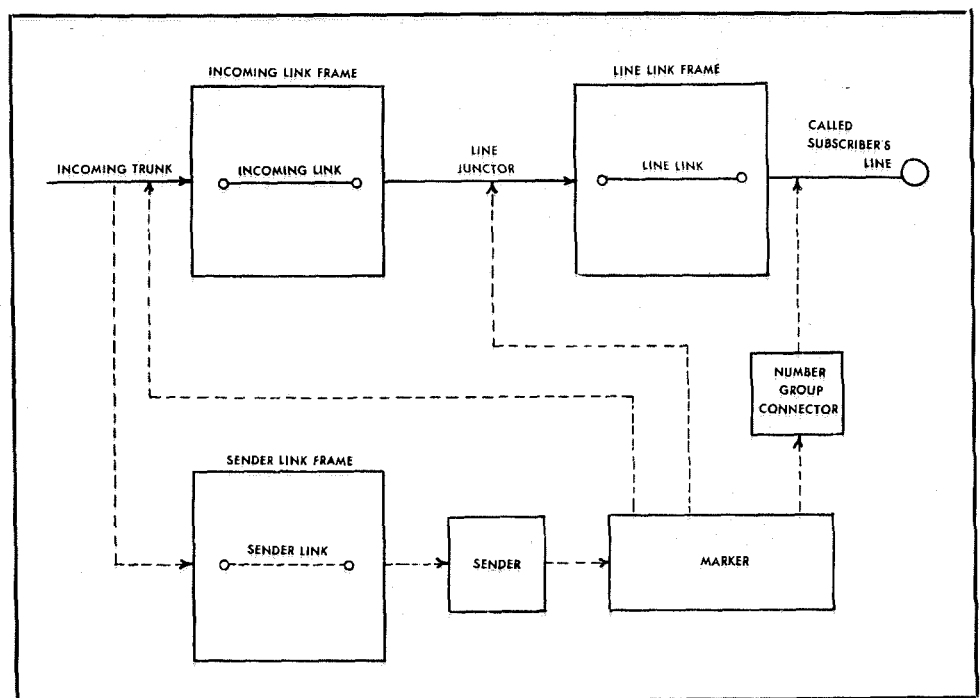 INCOMING LINK FRAME
LINE LINK FRAME
INCOMING TRUNK
INCOMING LINK
LINE
JUNCTOR
LINE LINK
CALLED
SUBSCRIBER'S
LINE
NUMBER
GROUP
CONNECTOR
SENDER LINK FRAME
SENDER LINK
SENDER
MARKER